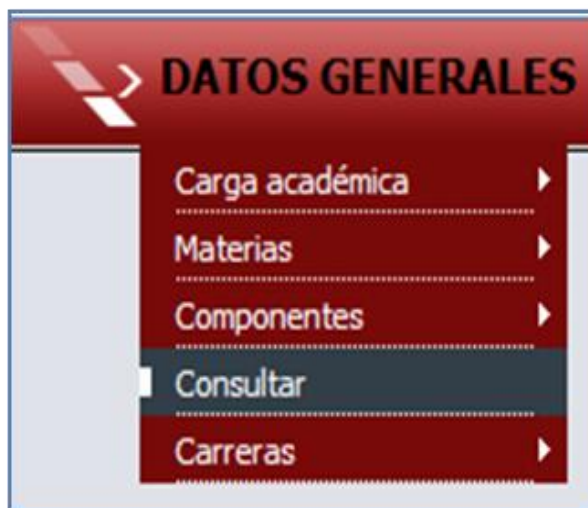 DATOS GENERALES
Carga académica
Materias
Componentes
Consultar
Carreras